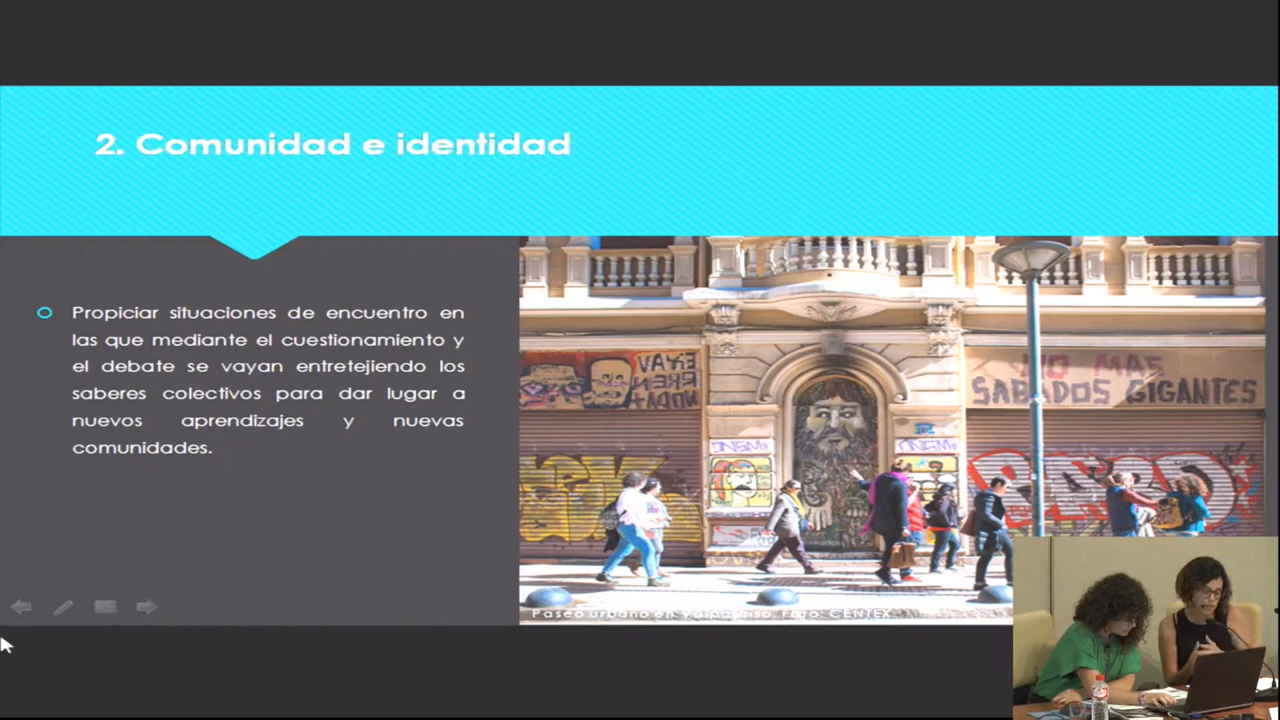 2. Comunidad e identidad
Propiciar situaciones de encuentro en
las que mediante el cuestionamiento y
el debate se vayan entretejiendo los
saberes colectivos para dar lugar a
nuevos aprendizajes y nuevas
comunidades.
VAY
NO MAS
SABADOS GIGANTES
Paseo urbano en Valparaíso. Foto: CENTEX